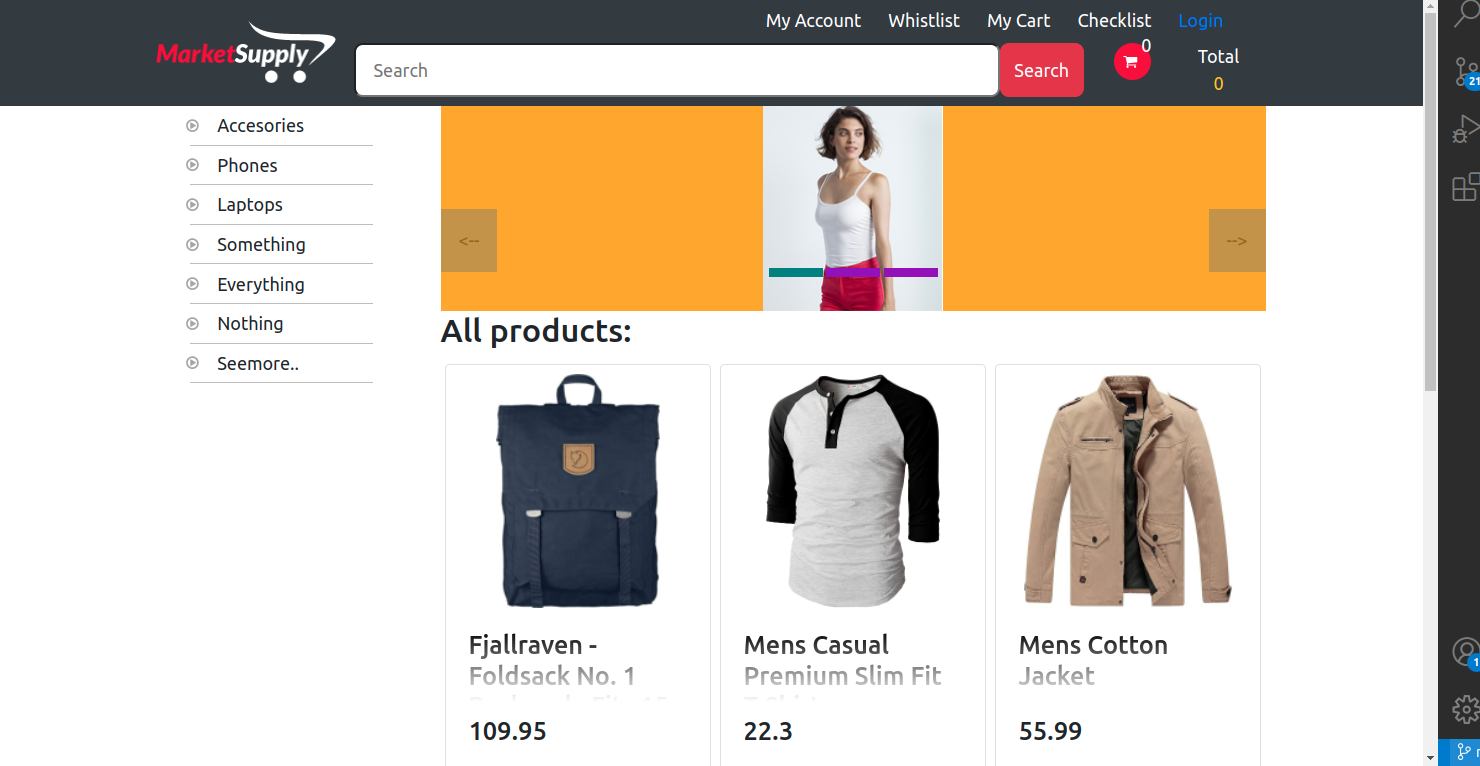 My Account Whistlist My Cart Checklist Login
MarketSupply
Search
Search
0
Total
0
Accesories
Phones
Laptops
Something
Everything
Nothing
Seemore..
<--
-->
All products:
Fjallraven -
Foldsack No. 1
109.95
Mens Casual
Premium Slim Fit
22.3
Mens Cotton
Jacket
55.99
21
1